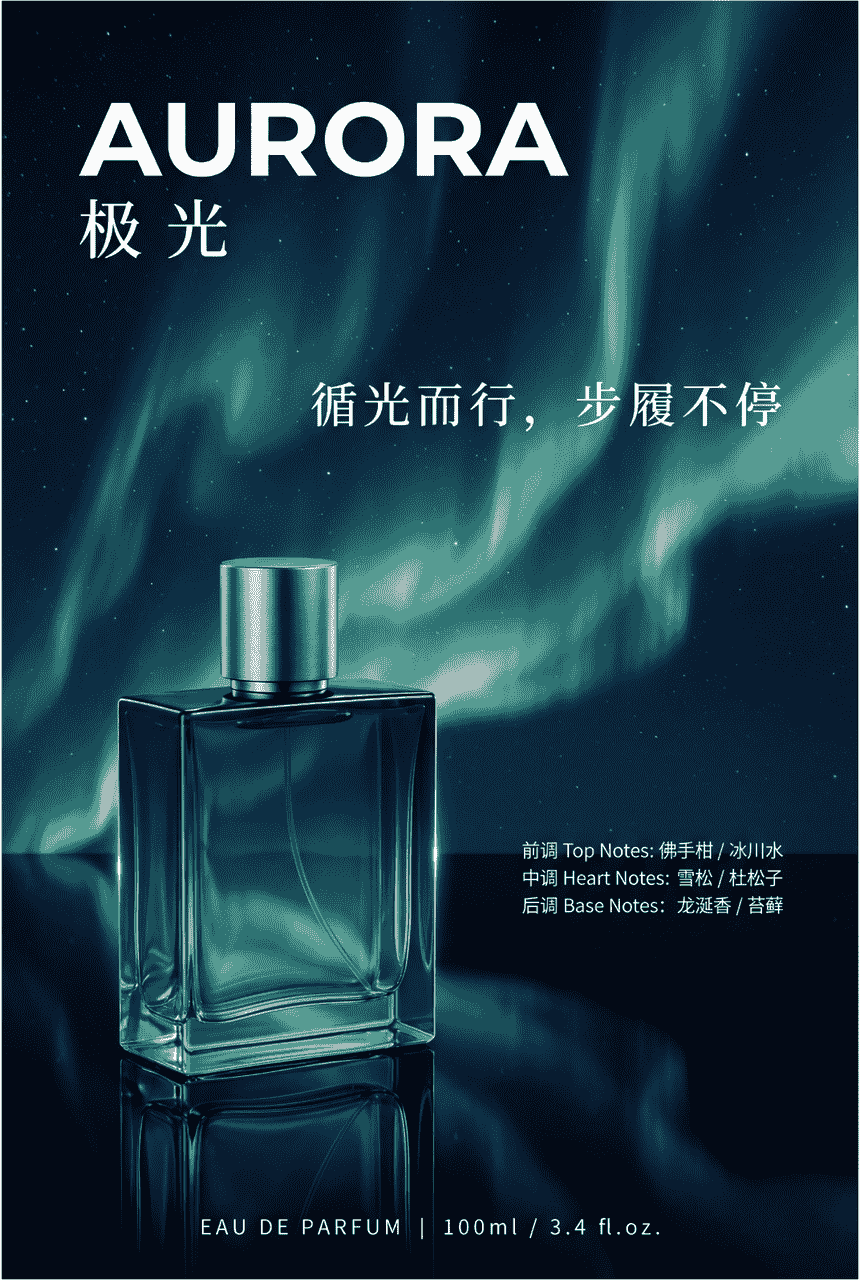 AURORA
极光
循光而行，步履不停
前调 Top Notes: 佛手柑 / 冰川水
中调 Heart Notes: 雪松 / 杜松子
后调 Base Notes： 龙涎香 / 苔藓
EAU DE PARFUM | 100ml / 3.4 fl.oz.